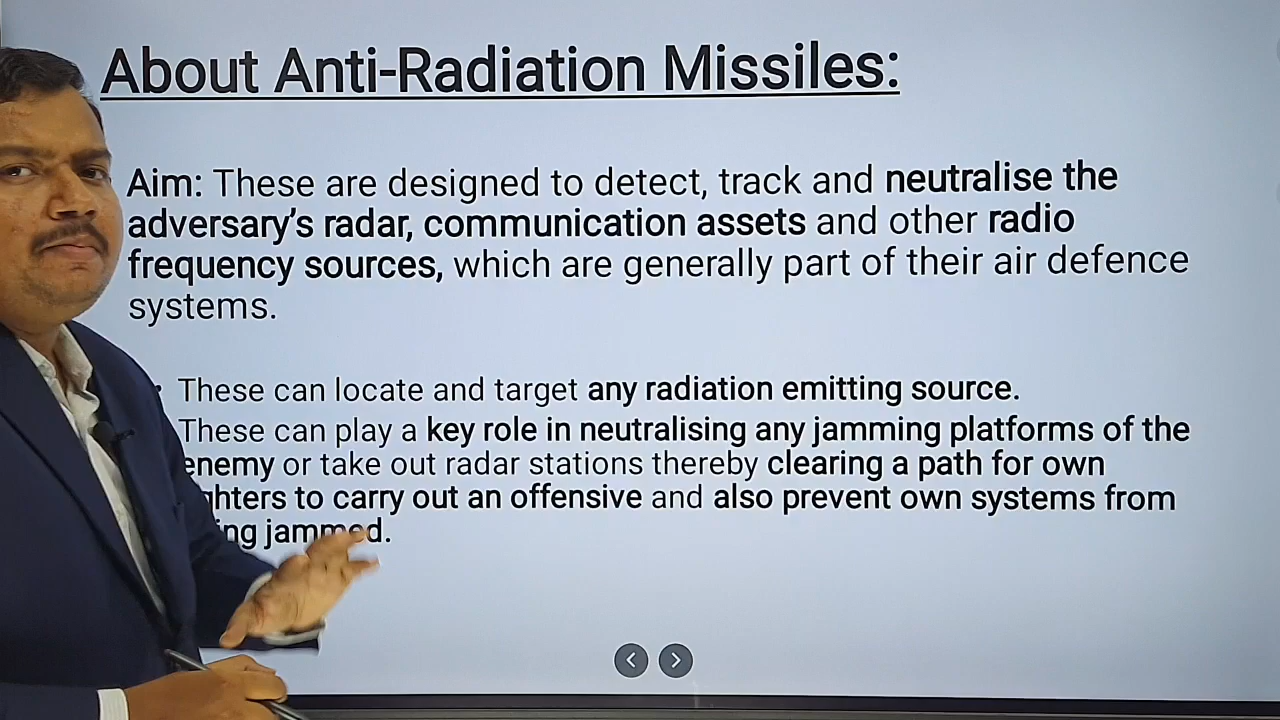 About Anti-Radiation Missiles:
Aim: These are designed to detect, track and neutralise the
adversary's radar, communication assets and other radio
frequency sources, which are generally part of their air defence
systems.
These can locate and target any radiation emitting source.
These can play a key role in neutralising any jamming platforms of the
enemy or take out radar stations thereby clearing a path for own
to carry out an offensive and also prevent own systems from
jammed.